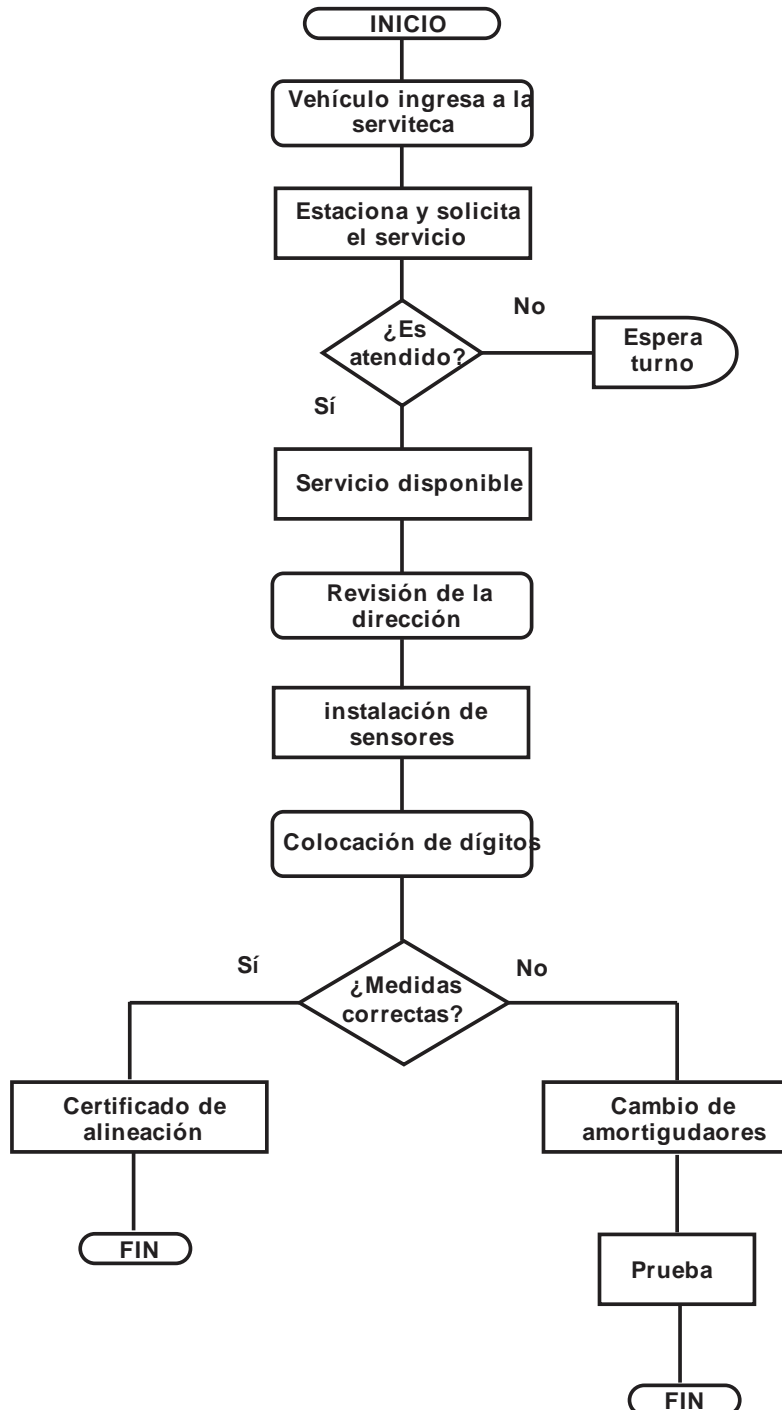 INICIO
Vehículo ingresa a la
serviteca
Estaciona y solicita
el servicio
¿Es
atendido?
No
Espera
turno
Sí
Servicio disponible
Revisión de la
dirección
instalación de
sensores
Colocación de dígitos
¿Medidas
correctas?
Sí
No
Certificado de
alineación
FIN
Cambio de
amortigudaores
Prueba
FIN